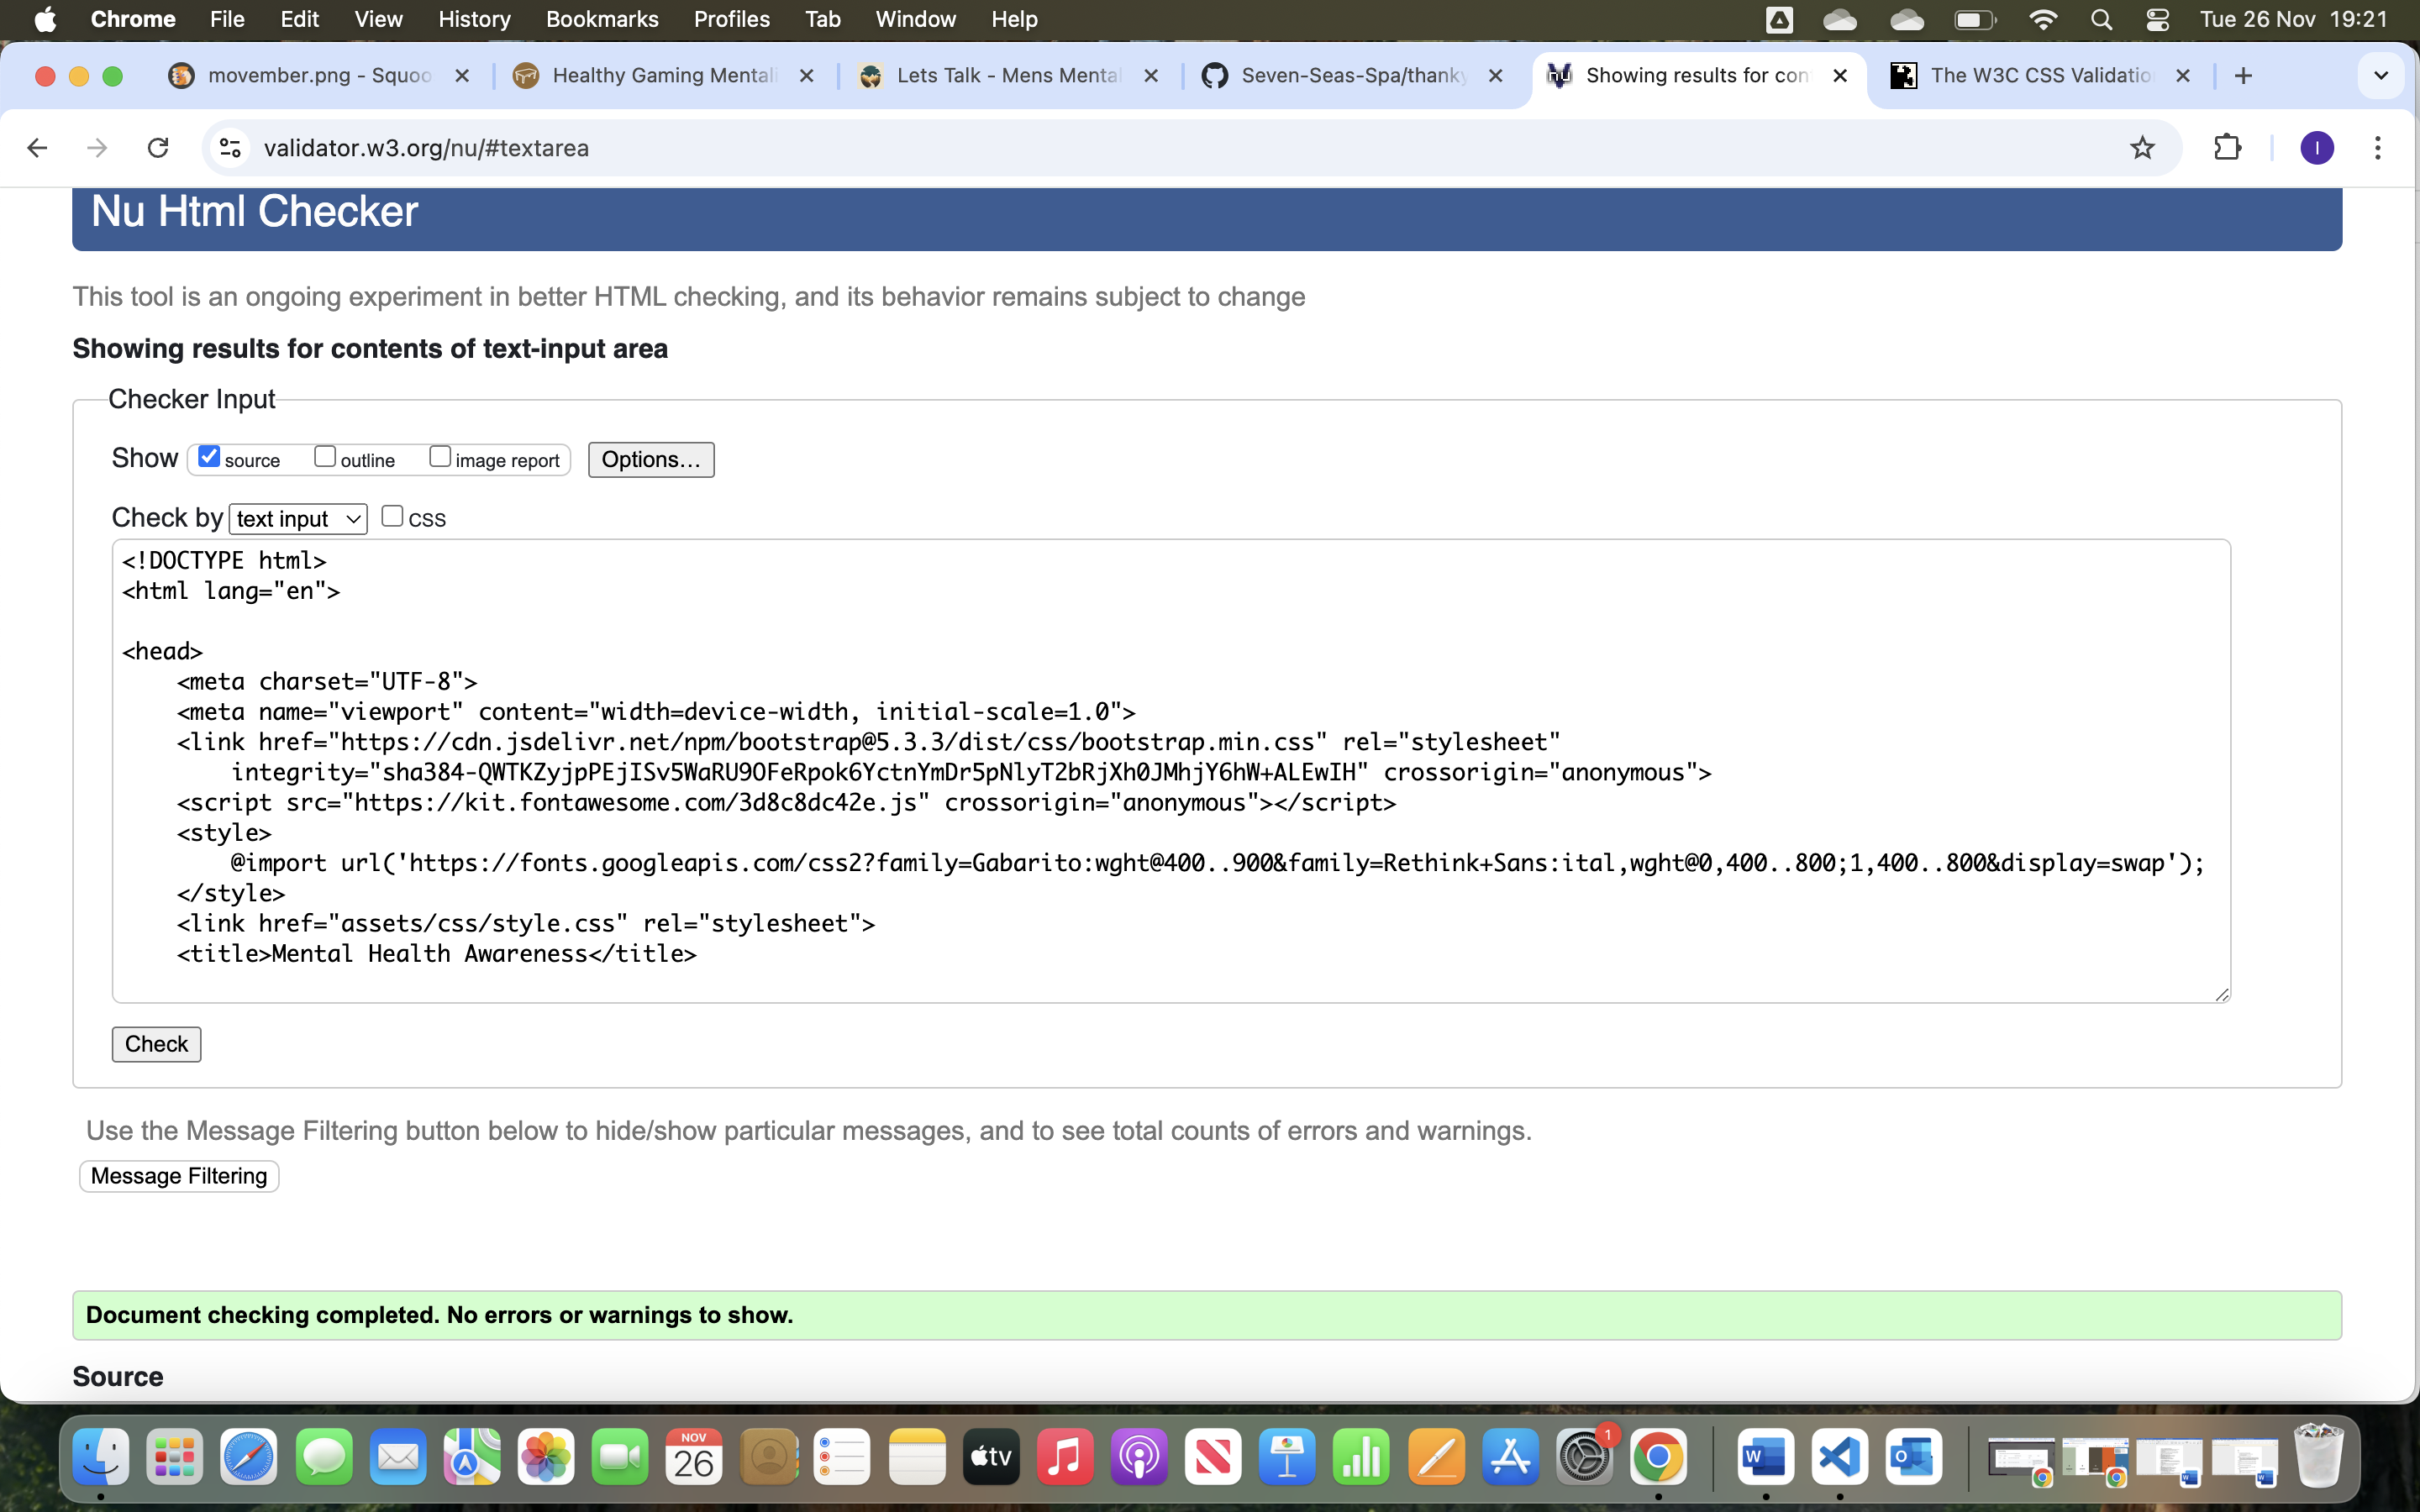 Chrome File Edit View History Bookmarks Profiles Tab Window Help Tue 26 Nov 19:21
movember.png - Squoo Healthy Gaming Mentali Lets Talk - Mens Mental Seven-Seas-Spa/thanky Showing results for con The W3C CSS Validatio
validator.w3.org/nu/#textarea I
Nu Html Checker
This tool is an ongoing experiment in better HTML checking, and its behavior remains subject to change
Showing results for contents of text-input area
Checker Input
Show source outline image report Options...
Check by text input CSS
<!DOCTYPE html>
<html lang="en">
<head>
<meta charset="UTF-8">
<meta name="viewport" content="width=device-width, initial-scale=1.0">
<link href="https://cdn.jsdelivr.net/npm/bootstrap@5.3.3/dist/css/bootstrap.min.css" rel="stylesheet"
integrity="sha384-QWTKZyjpPEjISv5WaRU9OFeRpok6YctnYmDr5pNlyT2bRjXh0JMhjY6hW+ALEwIH" crossorigin="anonymous">
<script src="https://kit.fontawesome.com/3d8c8dc42e.js" crossorigin="anonymous"></script>
<style>
@import url('https://fonts.googleapis.com/css2?family=Gabarito:wght@400..900&family=Rethink+Sans:ital,wght@0,400..800;1,400..800&display=swap');
</style>
<link href="assets/css/style.css" rel="stylesheet">
<title>Mental Health Awareness</title>
Check
Use the Message Filtering button below to hide/show particular messages, and to see total counts of errors and warnings.
Message Filtering
Document checking completed. No errors or warnings to show.
Source
NOV
26
tv
1